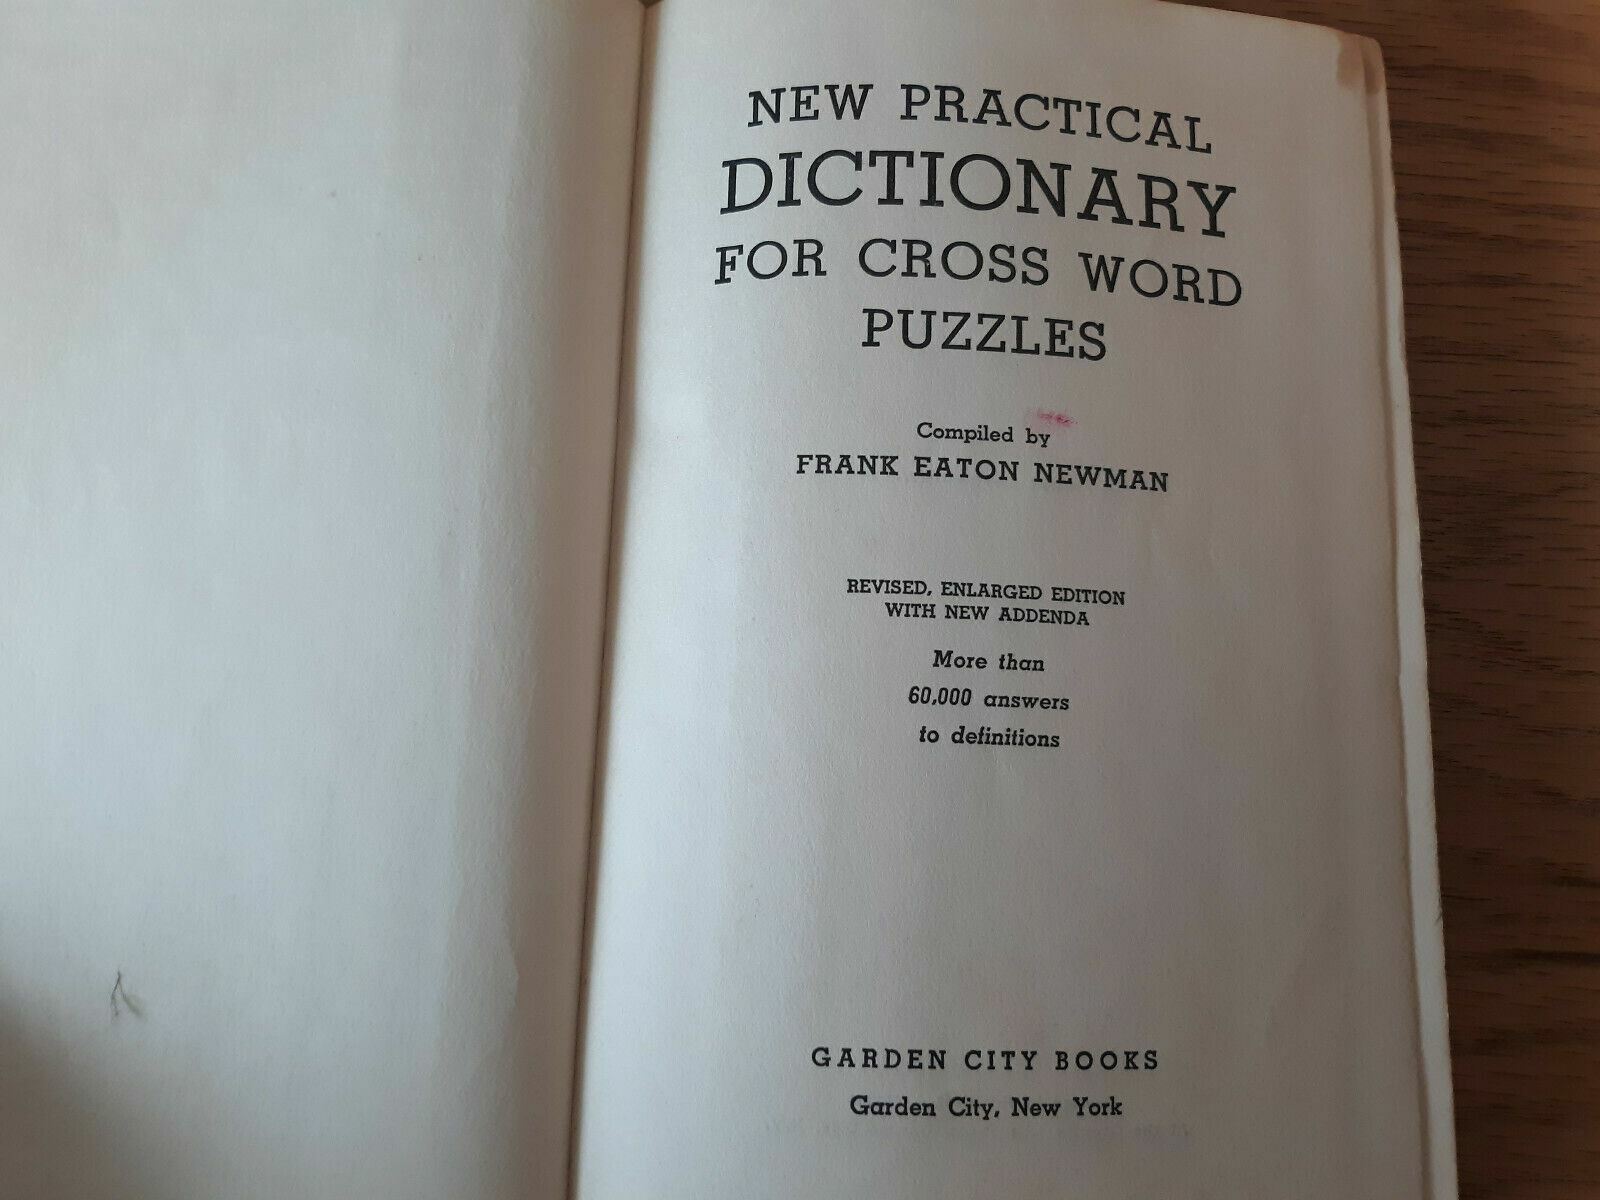 NEW PRACTICAL
DICTIONARY
FOR CROSS WORD
PUZZLES
Compiled by
FRANK EATON NEWMAN
REVISED, ENLARGED EDITION
WITH NEW ADDENDA
More than
60,000 answers
to definitions
GARDEN CITY BOOKS
Garden City, New York